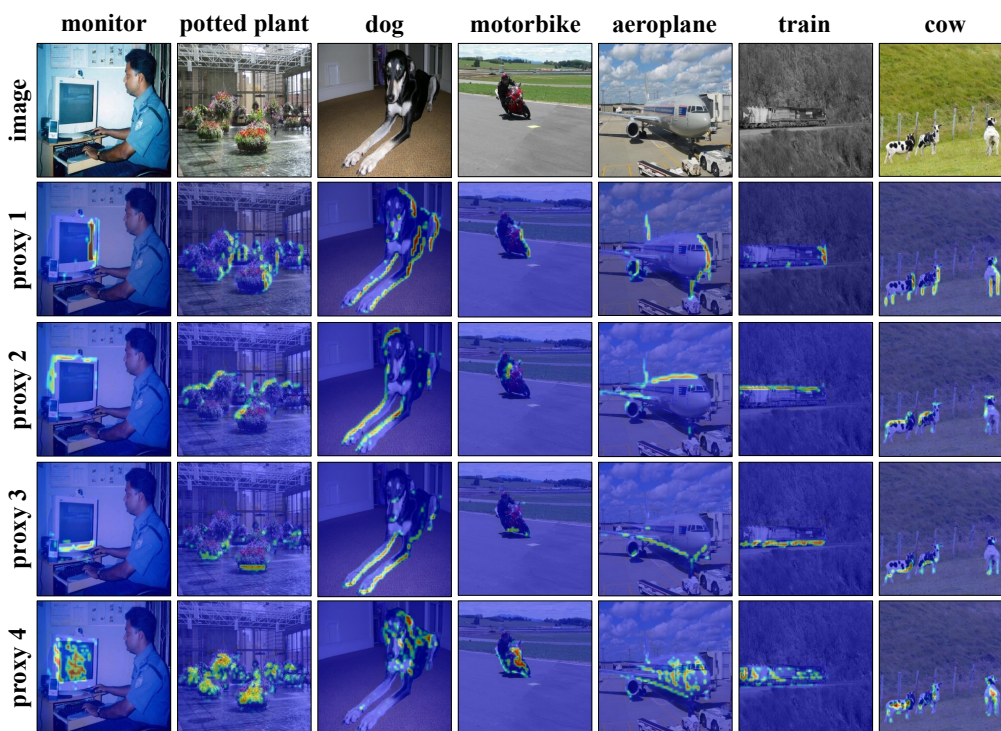 monitor potted plant dog motorbike aeroplane train cow
image
proxy 1
proxy 2
proxy 3
proxy 4